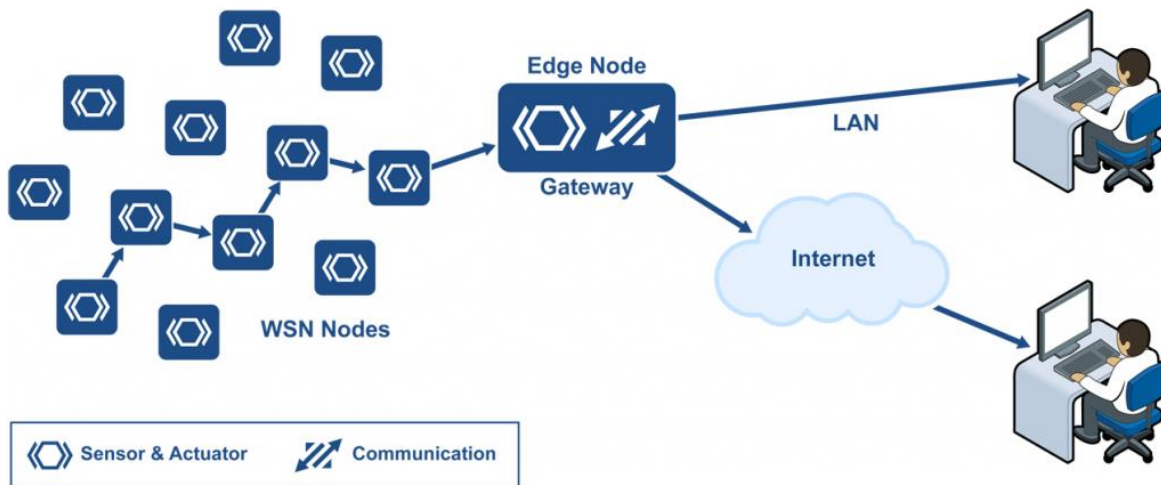 Edge Node
Gateway
LAN
Internet
WSN Nodes
Sensor & Actuator
Communication